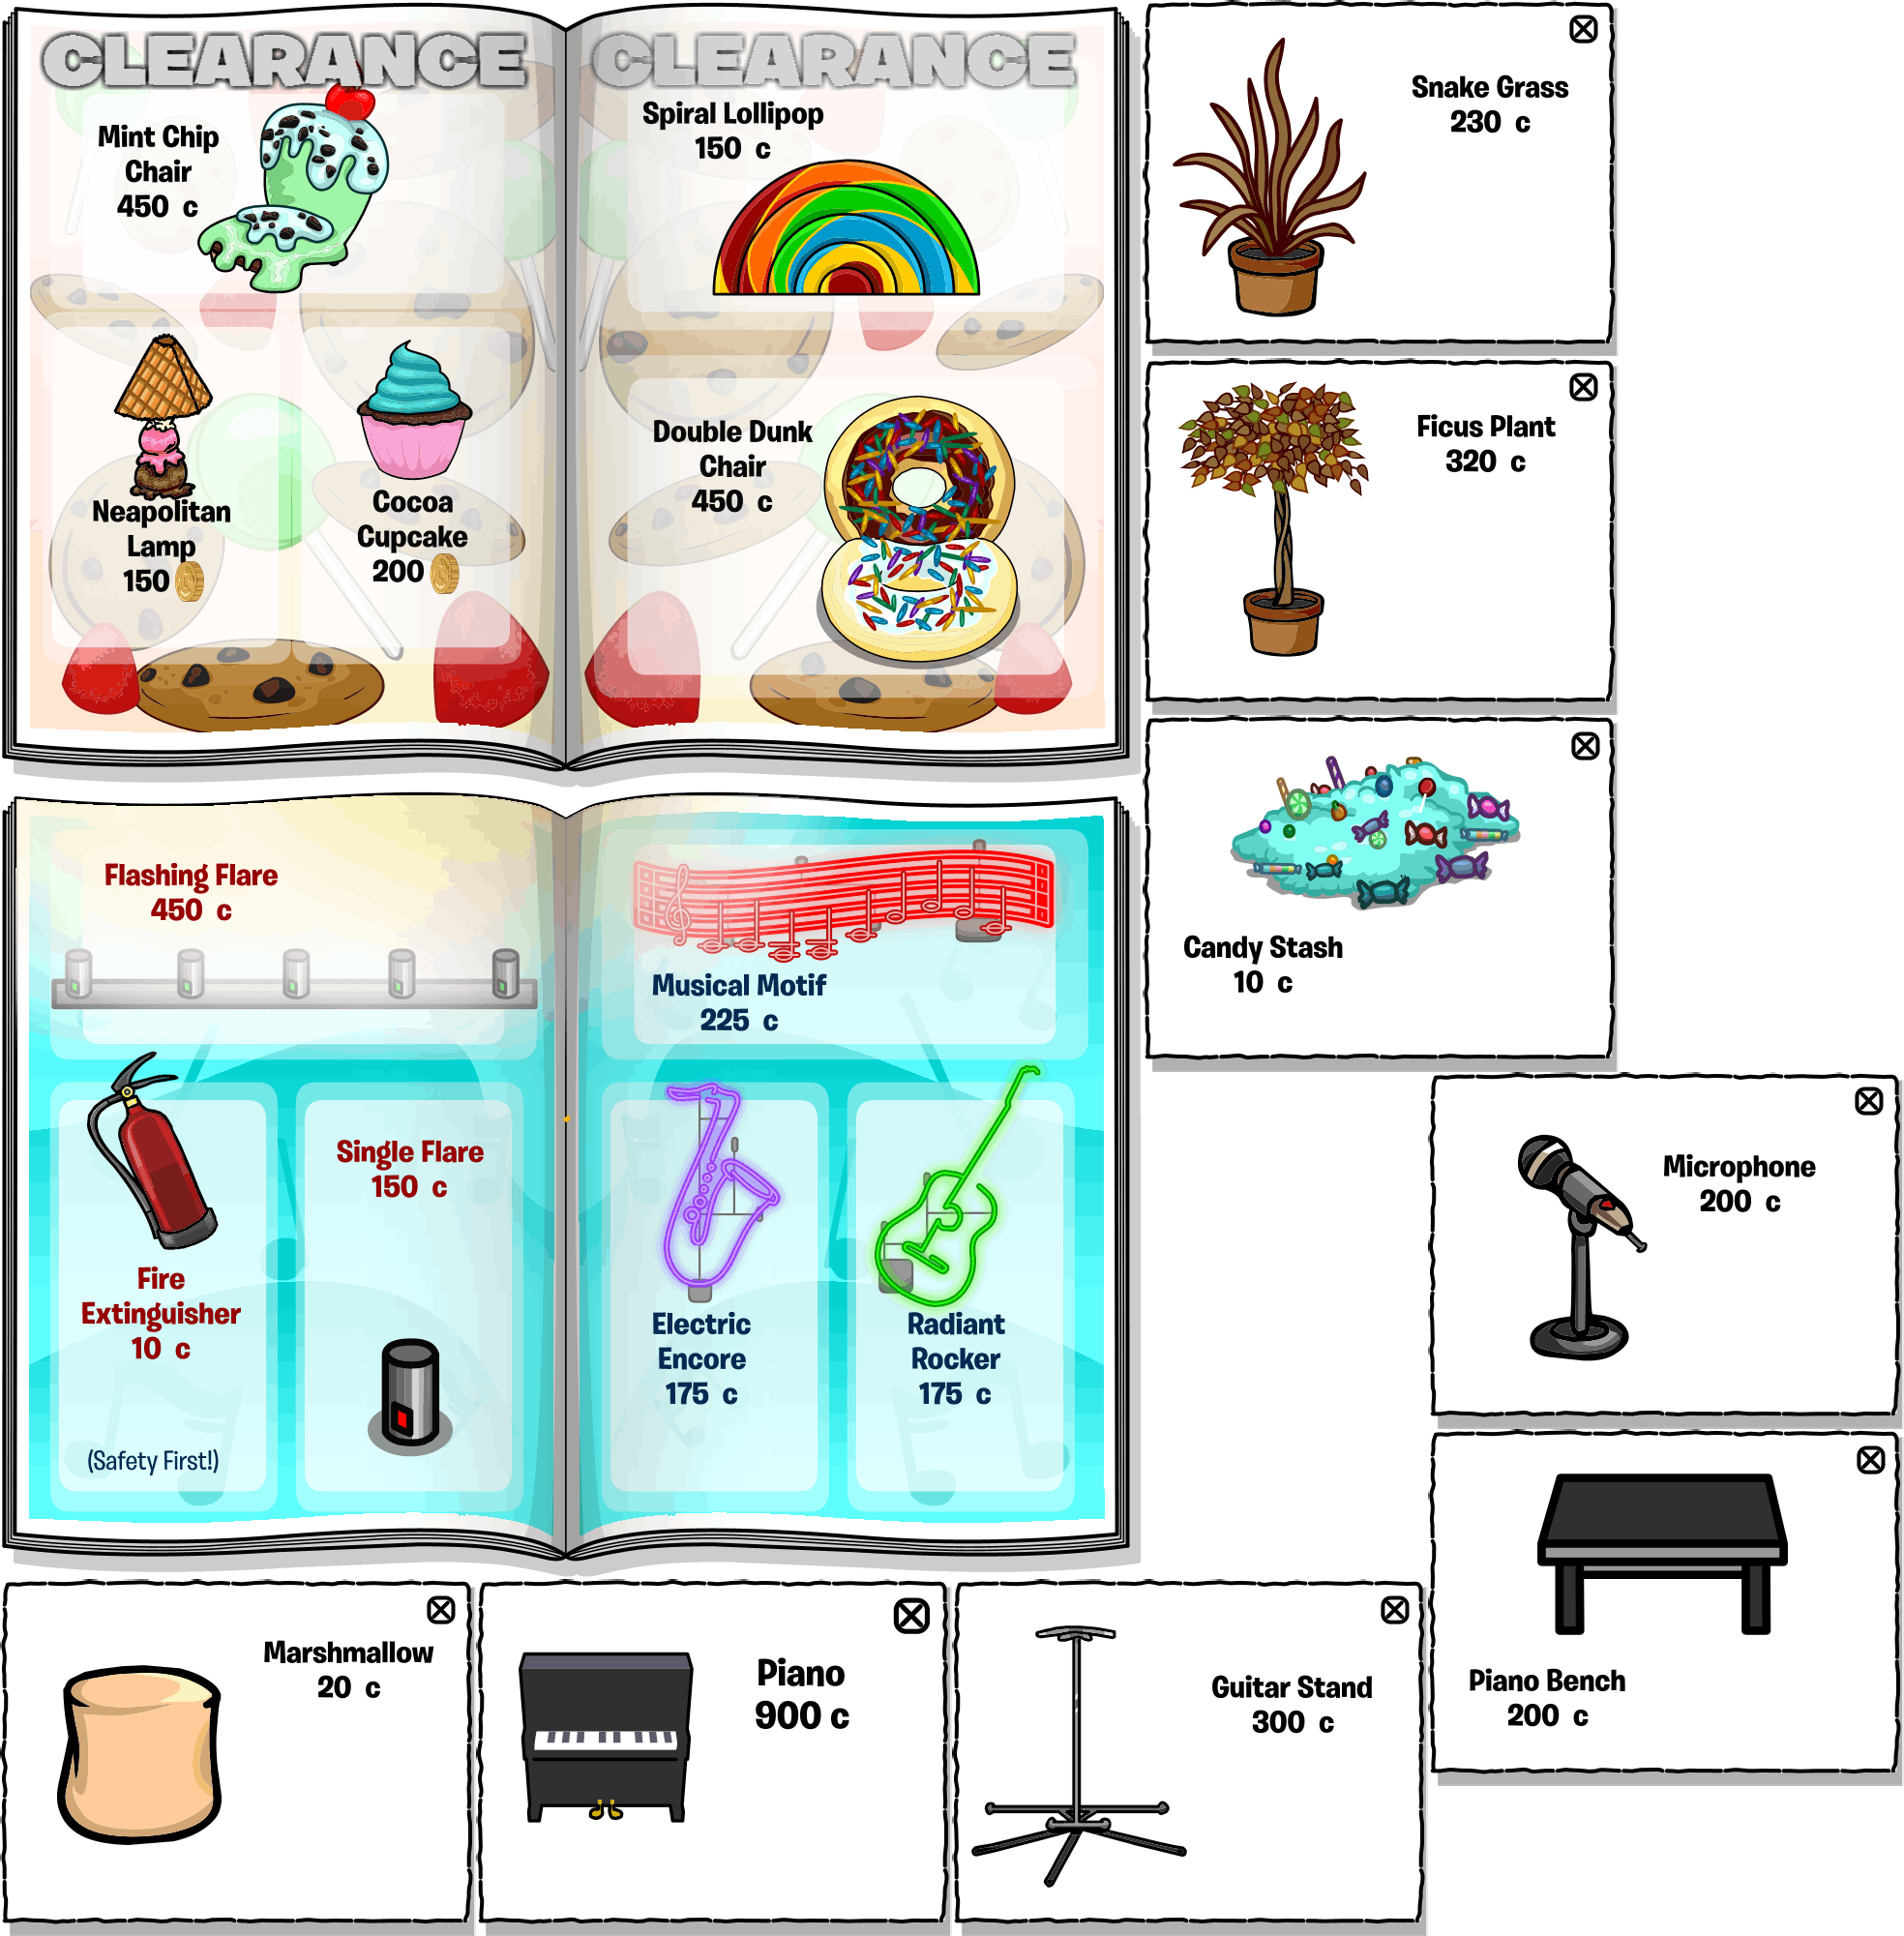 CLEARANCE
Mint Chip
Chair
450 c
Neapolitan
Lamp
150
Cocoa
Cupcake
200
CLEARANCE
Spiral Lollipop
150 c
Double Dunk
Chair
450 c
Snake Grass
230 c
Ficus Plant
320 c
Candy Stash
10 c
Flashing Flare
450 c
Fire
Extinguisher
10 c
(Safety First!)
Single Flare
150 c
Musical Motif
225 c
Electric
Encore
175 c
Radiant
Rocker
175 c
Microphone
200 c
Piano Bench
200 c
Marshmallow
20 c
Piano
900 c
Guitar Stand
300 c